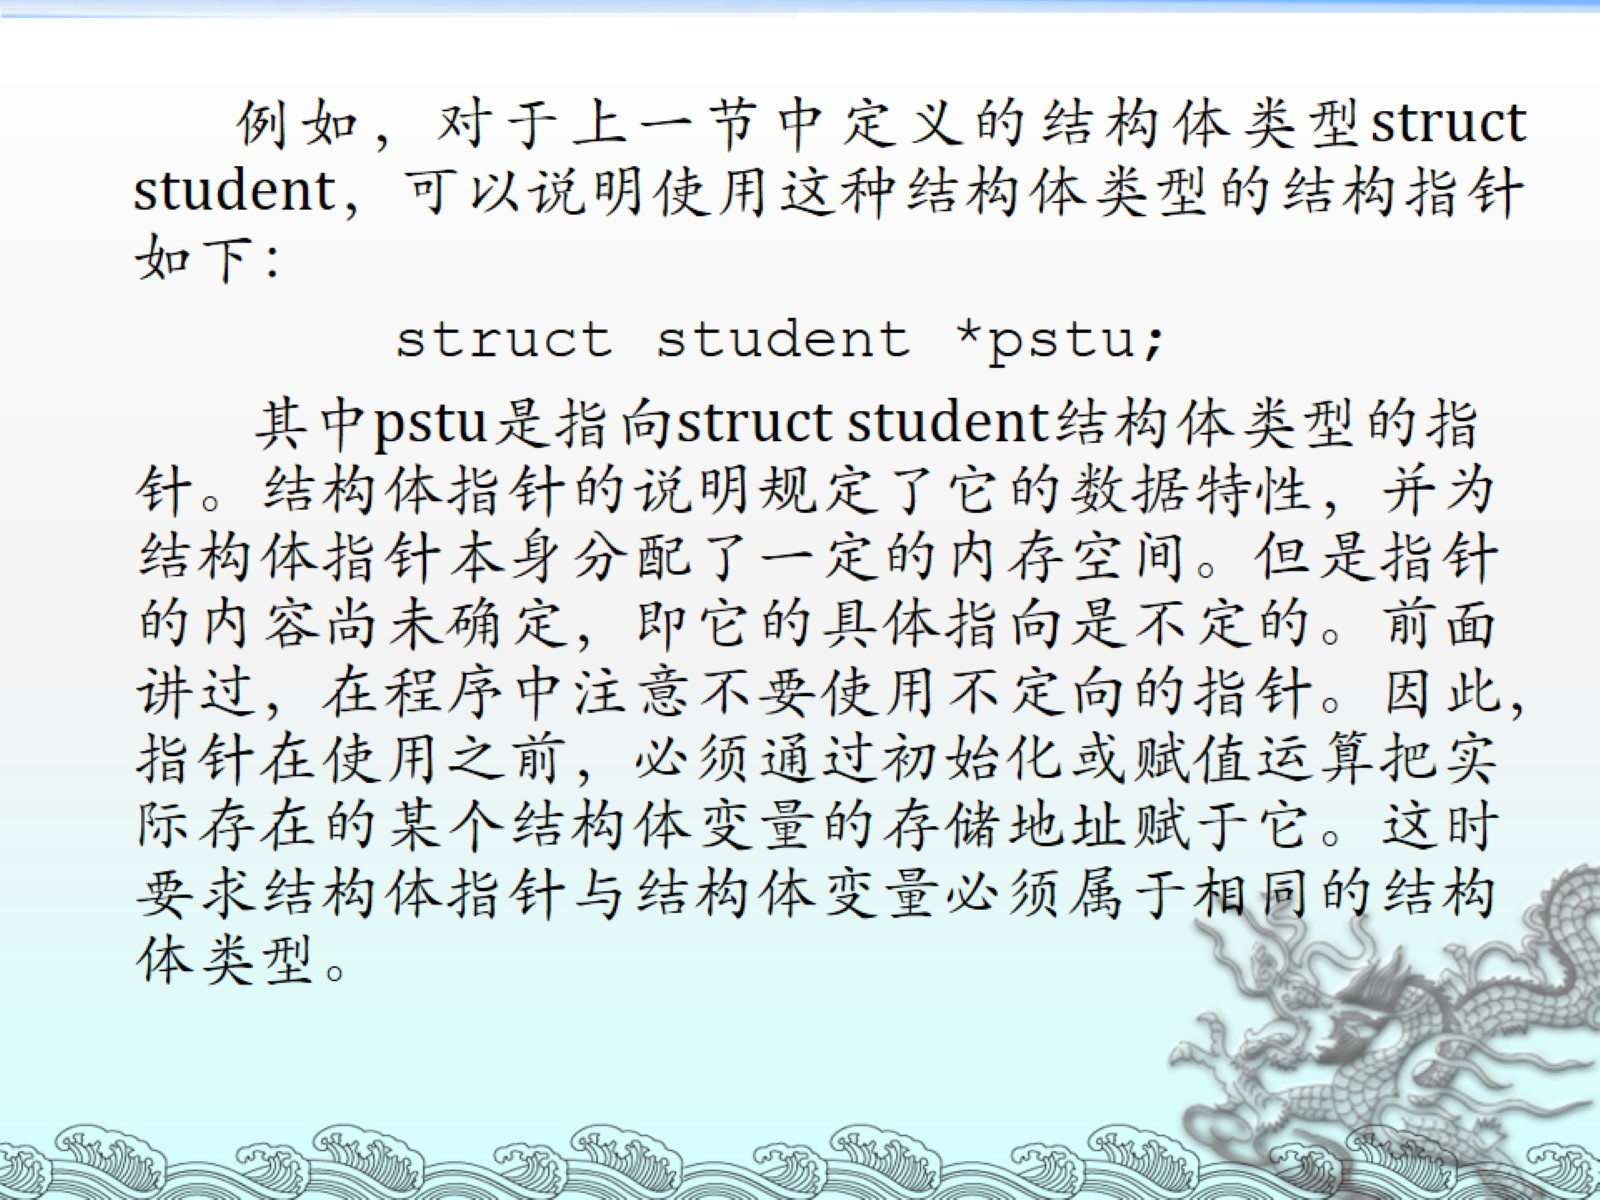 例如，对于上一节中定义的结构体类型struct
student，可以说明使用这种结构体类型的结构指针
如下：
struct student *pstu;
其中pstu是指向struct student结构体类型的指
针。结构体指针的说明规定了它的数据特性，并为
结构体指针本身分配了一定的内存空间。但是指针
的内容尚未确定，即它的具体指向是不定的。前面
讲过，在程序中注意不要使用不定向的指针。因此，
指针在使用之前，必须通过初始化或赋值运算把实
际存在的某个结构体变量的存储地址赋于它。这时
要求结构体指针与结构体变量必须属于相同的结构
体类型。